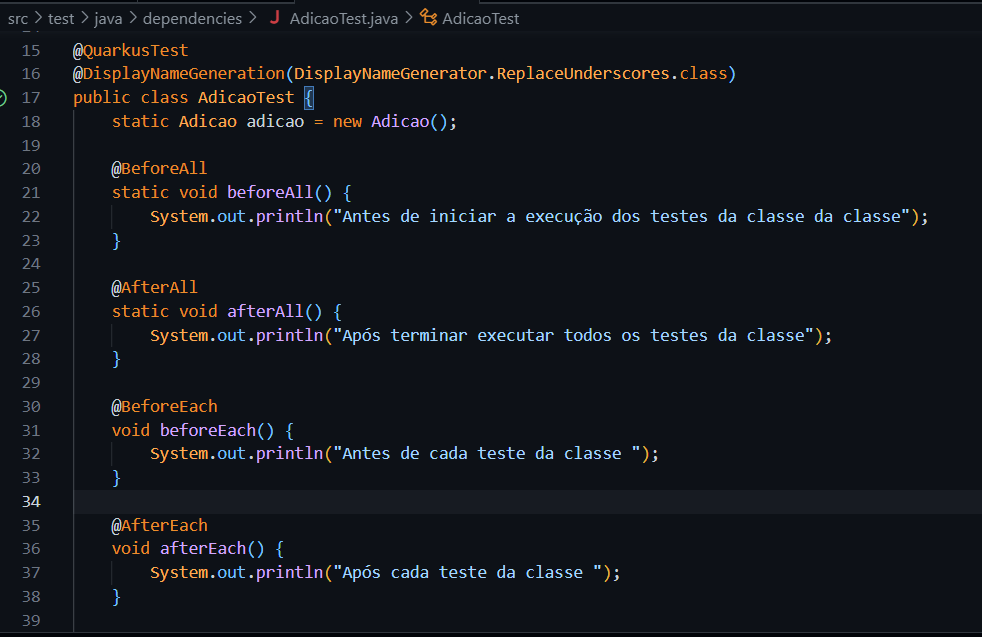 src > test > java > dependencies > J AdicaoTest.java > AdicaoTest
15 @QuarkusTest
16 @DisplayNameGeneration(DisplayNameGenerator.ReplaceUnderscores.class)
17 public class AdicaoTest {
18 static Adicao adicao = new Adicao();
19
20 @BeforeAll
21 static void beforeAll() {
22 System.out.println("Antes de iniciar a execução dos testes da classe da classe");
23 }
24
25 @AfterAll
26 static void afterAll() {
27 System.out.println("Após terminar executar todos os testes da classe");
28 }
29
30 @BeforeEach
31 void beforeEach() {
32 System.out.println("Antes de cada teste da classe ");
33 }
34
35 @AfterEach
36 void afterEach() {
37 System.out.println("Após cada teste da classe ");
38 }
39